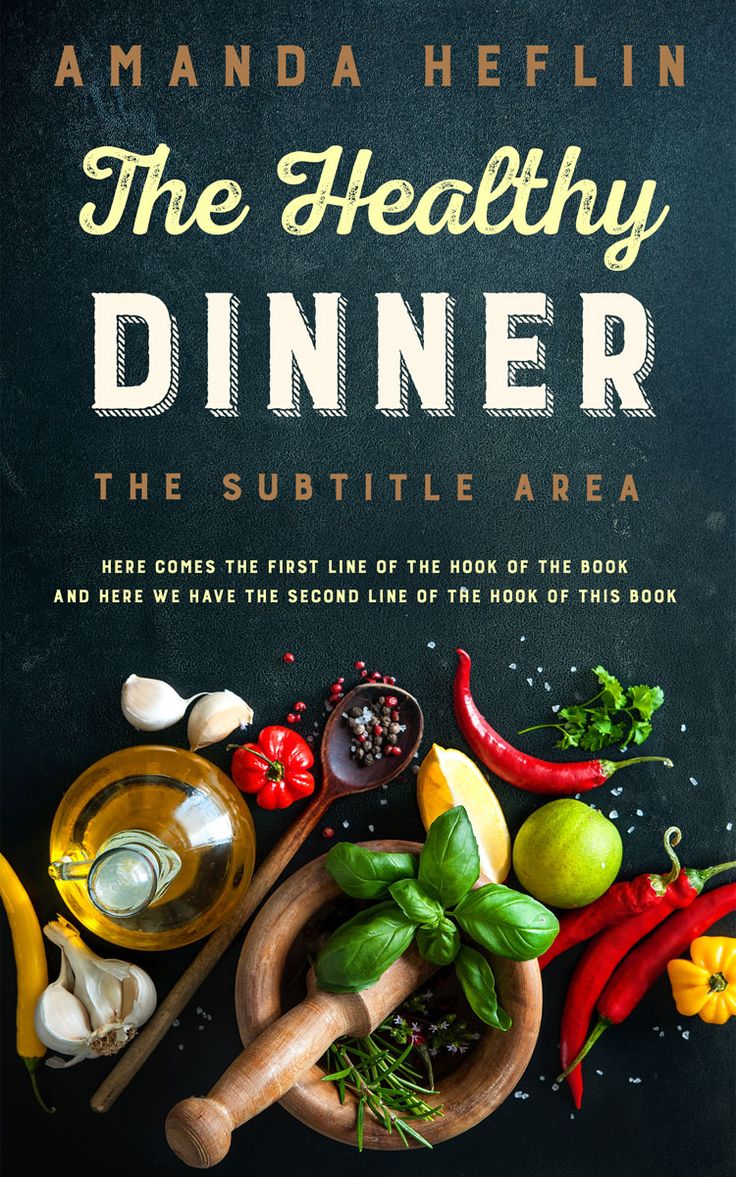 AMANDA HEFLIN
The Healthy
DINNER
THE SUBTITLE AREA
HERE COMES THE FIRST LINE OF THE HOOK OF THE BOOK
AND HERE WE HAVE THE SECOND LINE OF THE HOOK OF THIS BOOK